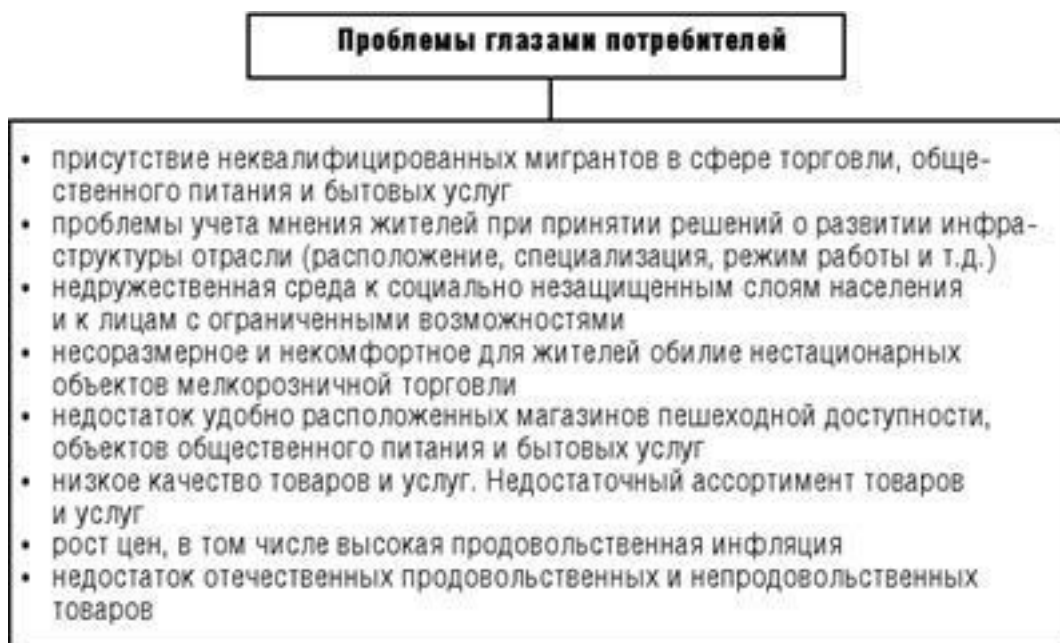 Проблемы глазами потребителей
• присутствие неквалифицированных мигрантов в сфере торговли, обще-
ственного питания и бытовых услуг
• проблемы учета мнения жителей при принятии решений о развитии инфра-
структуры отрасли (расположение, специализация, режим работы и т.д.)
• недружественная среда к социально незащищенным слоям населения
и к лицам с ограниченными возможностями
• несоразмерное и некомфортное для жителей обилие нестационарных
объектов мелкорозничной торговли
• недостаток удобно расположенных магазинов пешеходной доступности,
объектов общественного питания и бытовых услуг
• низкое качество товаров и услуг. Недостаточный ассортимент товаров
и услуг
• рост цен, в том числе высокая продовольственная инфляция
• недостаток отечественных продовольственных и непродовольственных
товаров